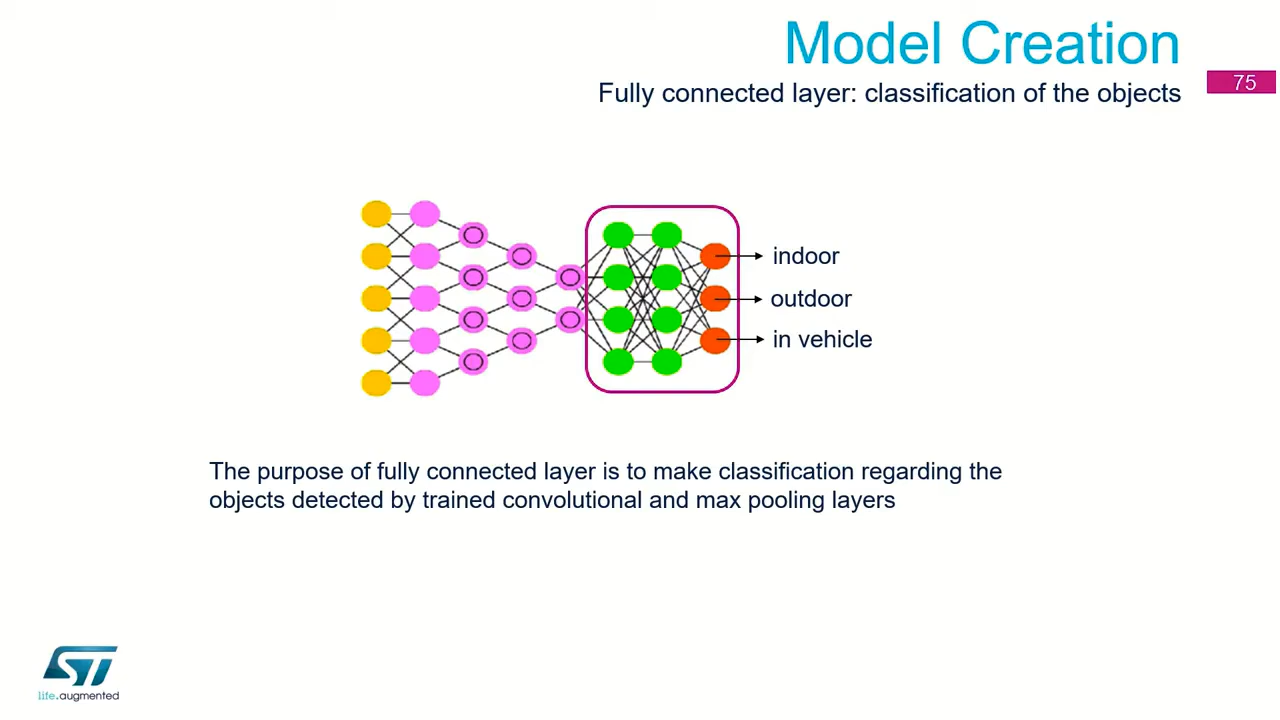 Model Creation
Fully connected layer: classification of the objects
75
indoor
outdoor
in vehicle
The purpose of fully connected layer is to make classification regarding the
objects detected by trained convolutional and max pooling layers
ST
life.augmented